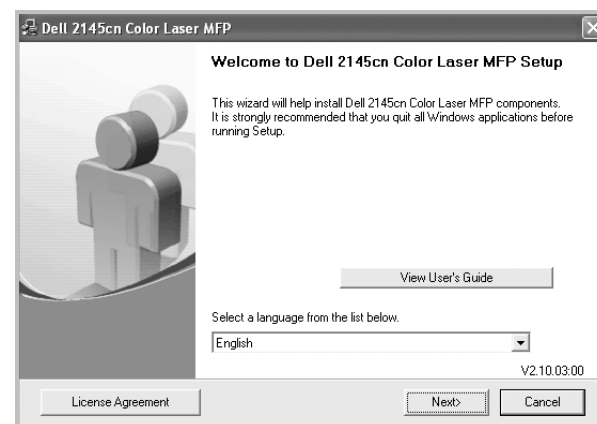 Dell 2145cn Color Laser MFP
Welcome to Dell 2145cn Color Laser MFP Setup
This wizard will help install Dell 2145cn Color Laser MFP components.
It is strongly recommended that you quit all Windows applications before
running Setup.
View User's Guide
Select a language from the list below.
English
V2.10.03:00
License Agreement
Next>
Cancel